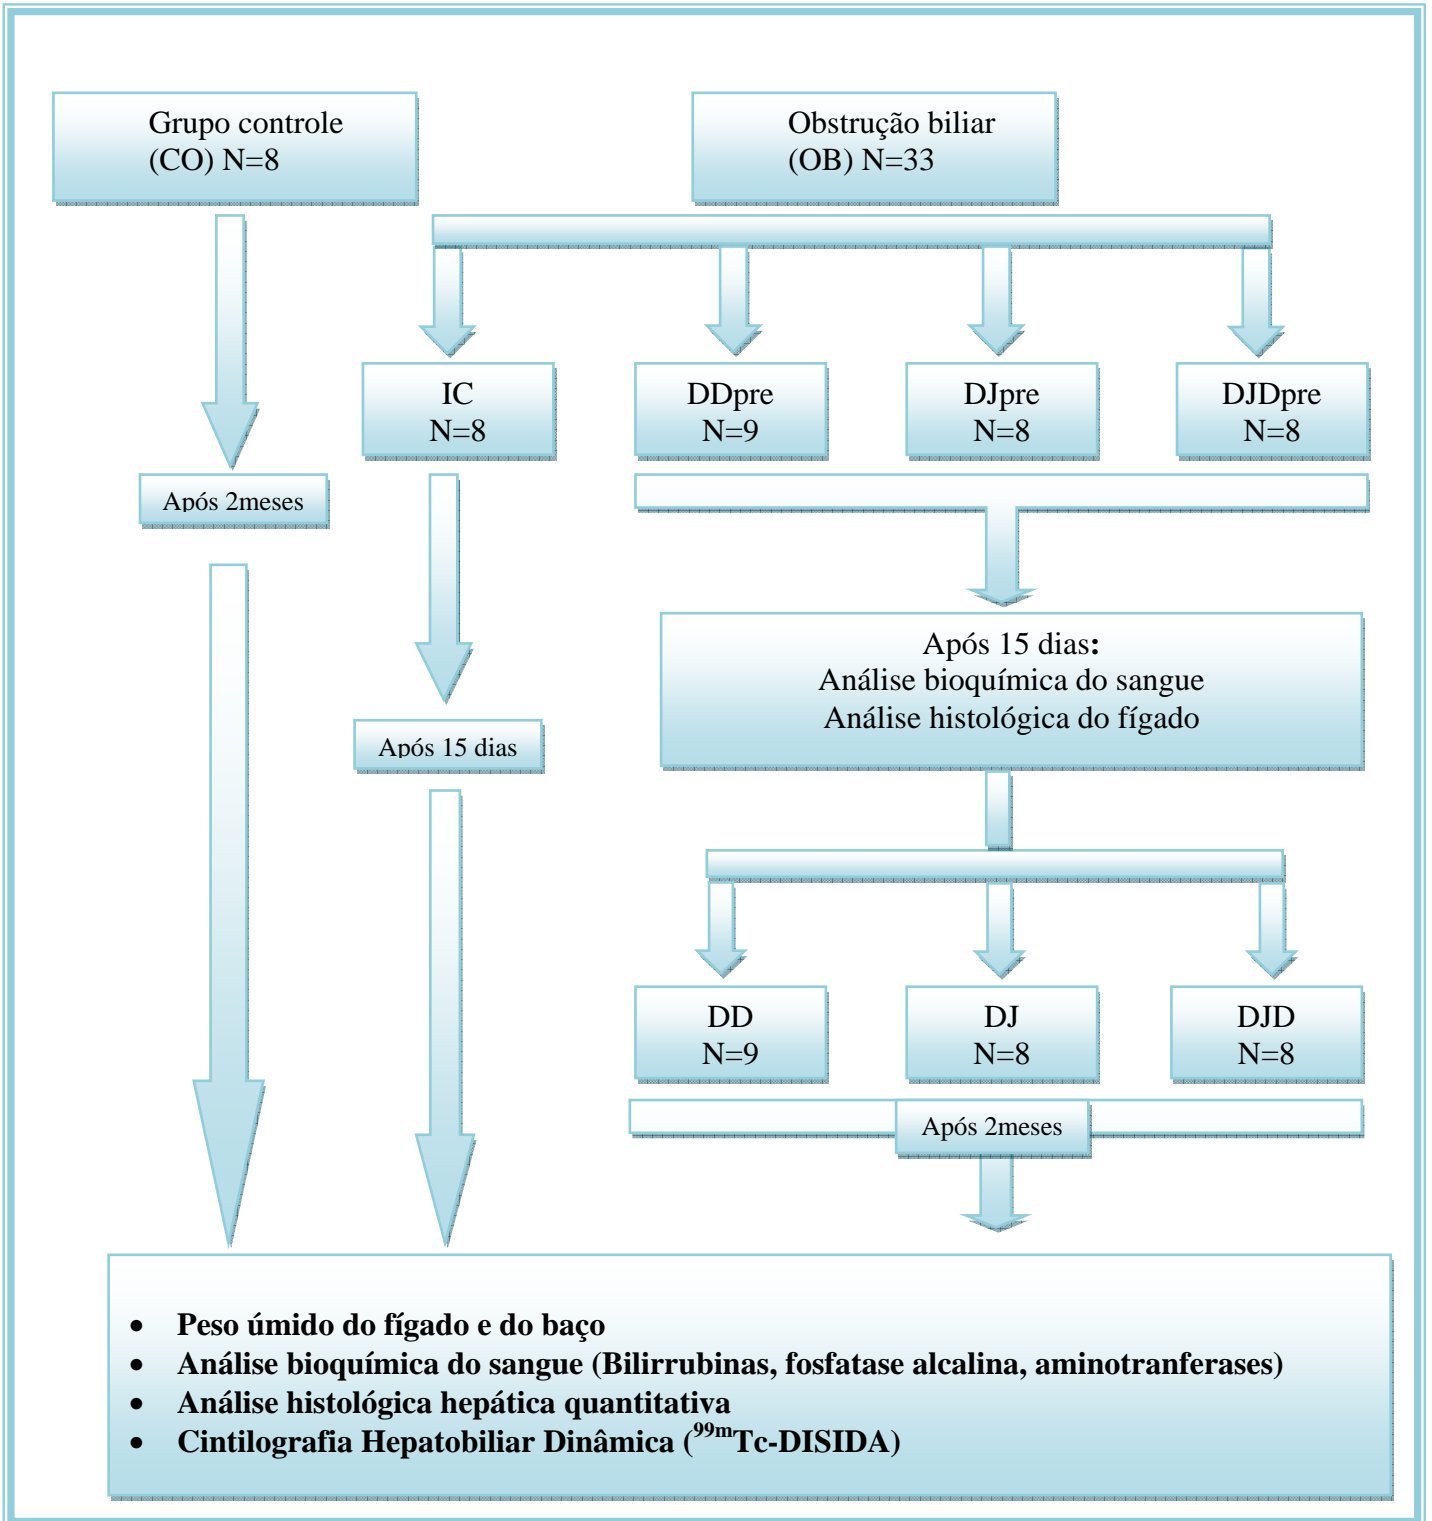 Grupo controle
(CO) N=8
Obstrução biliar
(OB) N=33
IC
N=8
DDpre
N=9
DJpre
N=8
DJDpre
N=8
Após 2meses
Após 15 dias:
Análise bioquímica do sangue
Análise histológica do fígado
Após 15 dias
DD
N=9
DJ
N=8
DJD
N=8
Após 2meses
• Peso úmido do fígado e do baço
• Análise bioquímica do sangue (Bilirrubinas, fosfatase alcalina, aminotranferases)
• Análise histológica hepática quantitativa
• Cintilografia Hepatobiliar Dinâmica (⁹⁹ᵐTc-DISIDA)